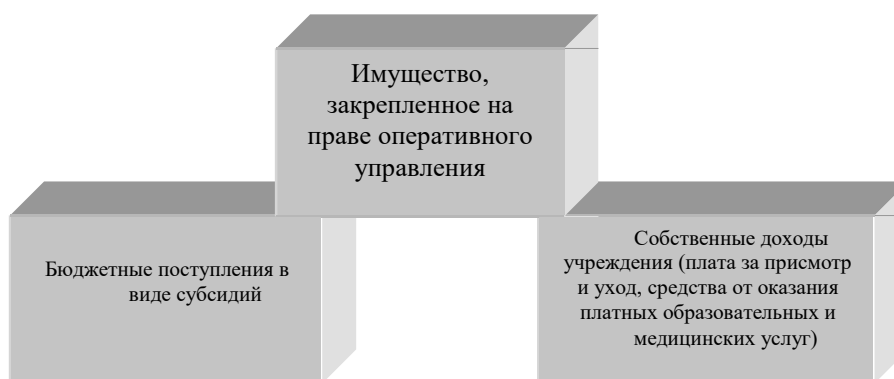 Имущество,
закрепленное на
праве оперативного
управления
Бюджетные поступления в
виде субсидий
Собственные доходы
учреждения (плата за присмотр
и уход, средства от оказания
платных образовательных и
медицинских услуг)